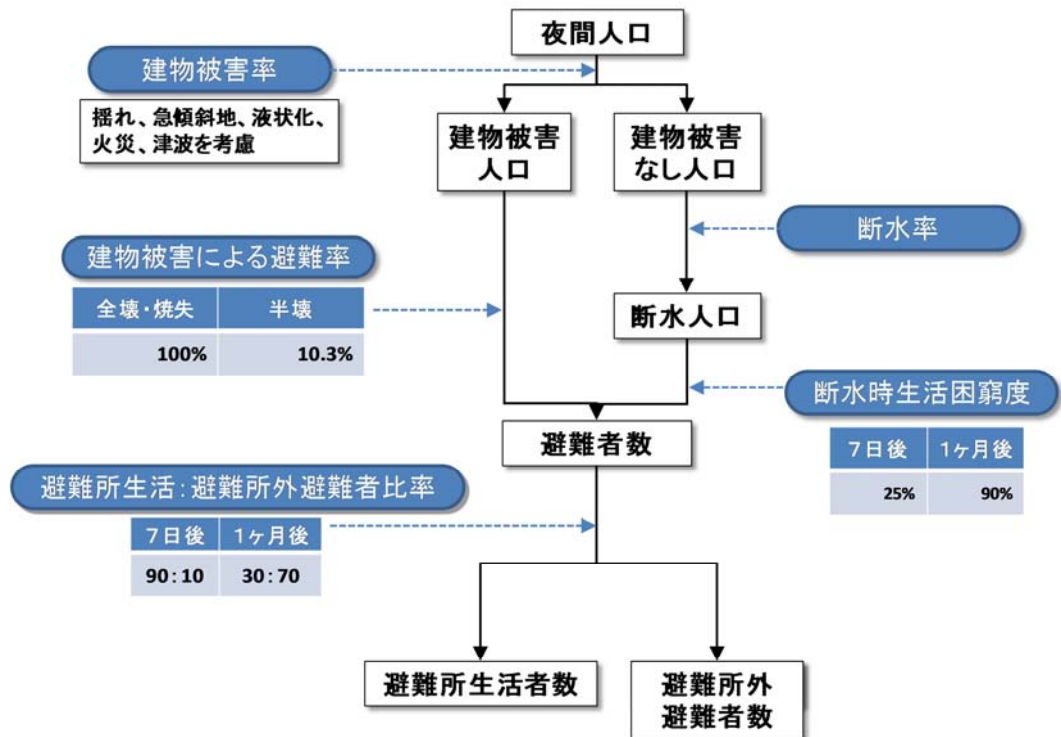 夜間人口
建物被害率
揺れ、急傾斜地、液状化、
火災、津波を考慮
建物被害
人口
建物被害
なし人口
断水率
建物被害による避難率
全壊・焼失 半壊
100% 10.3%
断水人口
断水時生活困窮度
7日後 1ヶ月後
25% 90%
避難者数
避難所生活:避難所外避難者比率
7日後 1ヶ月後
90:10 30:70
避難所生活者数
避難所外
避難者数